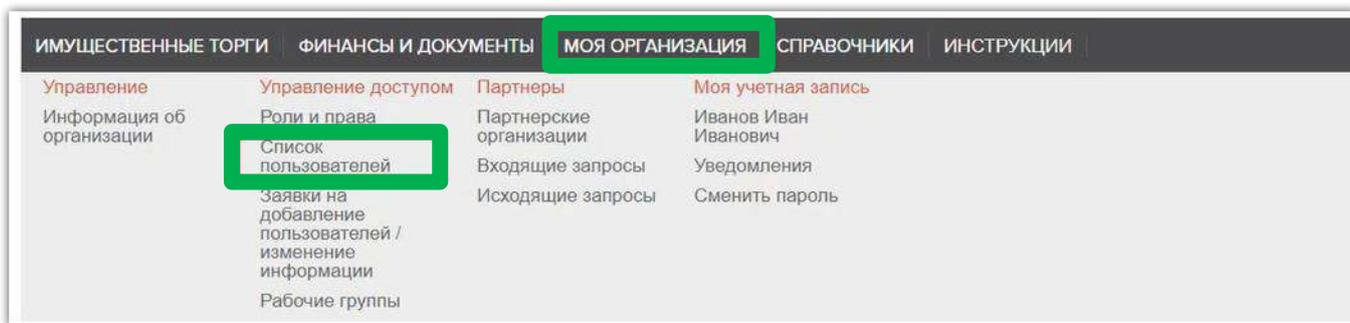 ИМУЩЕСТВЕННЫЕ ТОРГИ ФИНАНСЫ И ДОКУМЕНТЫ МОЯ ОРГАНИЗАЦИЯ СПРАВОЧНИКИ ИНСТРУКЦИИ
Управление
Информация об
организации
Управление доступом
Роли и права
Список
пользователей
Заявки на
добавление
пользователей /
изменение
информации
Рабочие группы
Партнеры
Партнерские
организации
Входящие запросы
Исходящие запросы
Моя учетная запись
Иванов Иван
Иванович
Уведомления
Сменить пароль